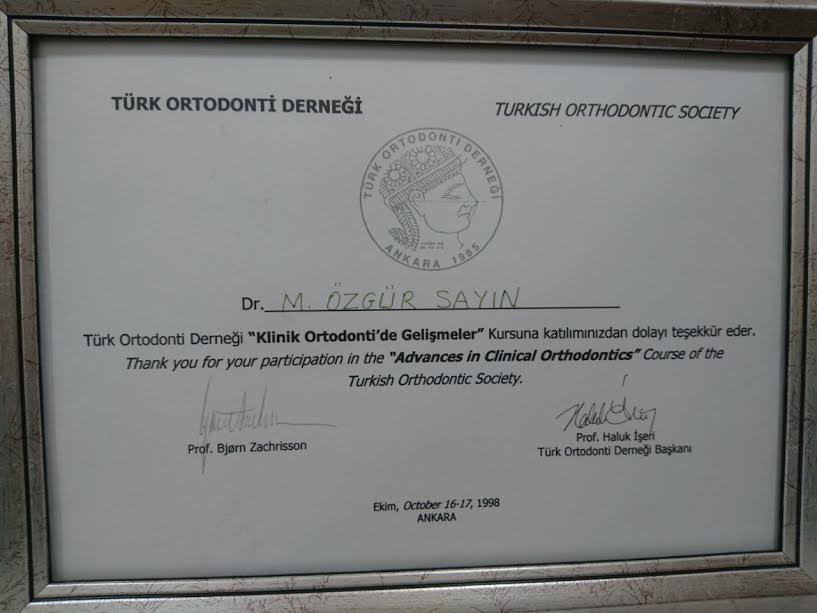 TÜRK ORTODONTİ DERNEĞİ
TURKISH ORTHODONTIC SOCIETY
TÜRK ORTODONTİ DERNEĞİ
ANKARA 1985
Dr. M. ÖZGÜR SAYIN
Türk Ortodonti Derneği "Klinik Ortodonti'de Gelişmeler" Kursuna katılımınızdan dolayı teşekkür eder.
Thank you for your participation in the "Advances in Clinical Orthodontics" Course of the
Turkish Orthodontic Society.
Prof. Bjørn Zachrisson
Prof. Haluk İşeri
Türk Ortodonti Derneği Başkanı
Ekim, October 16-17, 1998
ANKARA